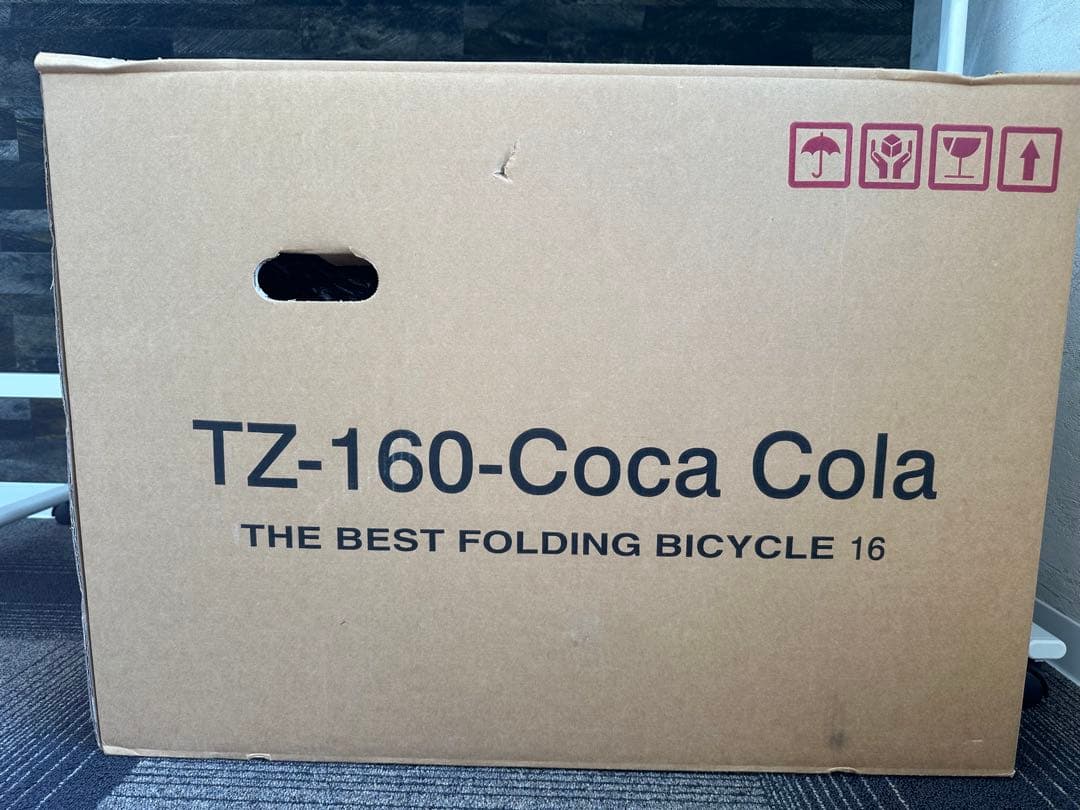 TZ-160-Coca Cola
THE BEST FOLDING BICYCLE 16